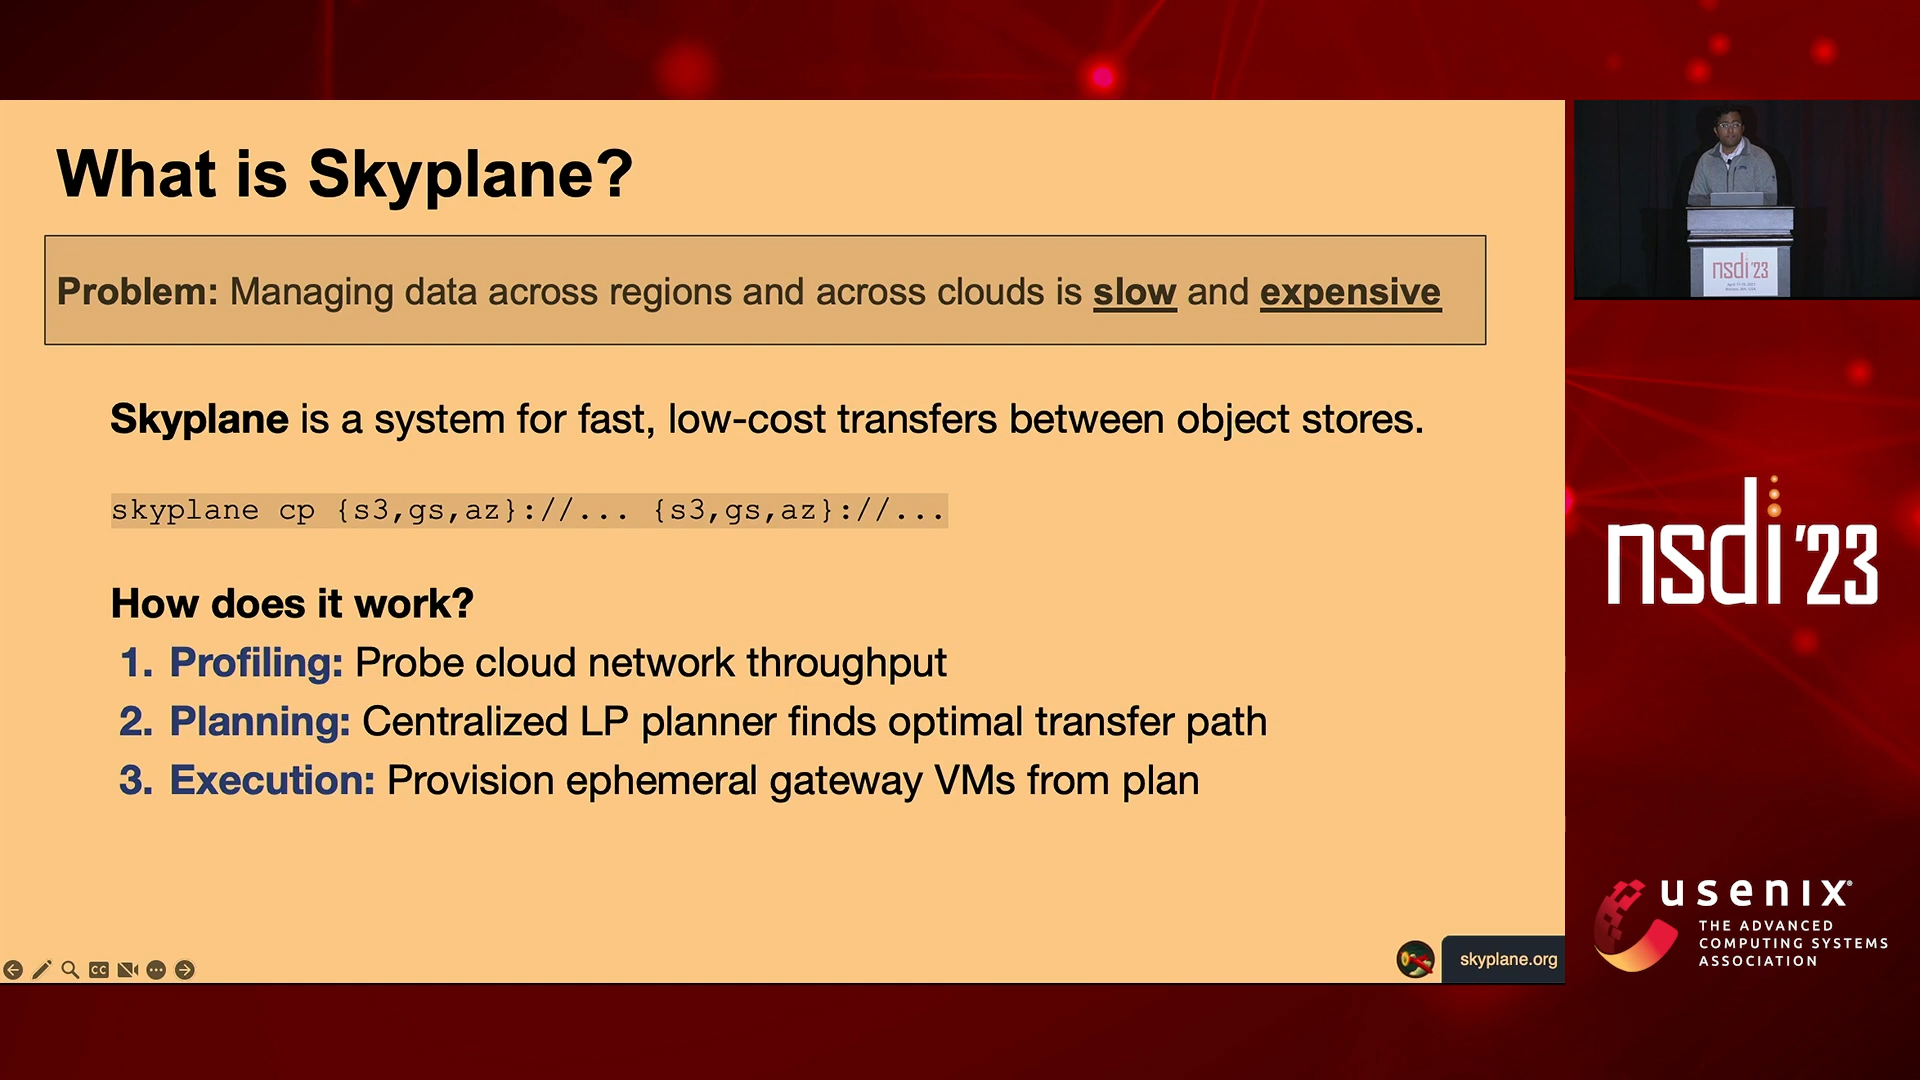 What is Skyplane?
Problem: Managing data across regions and across clouds is slow and expensive
Skyplane is a system for fast, low-cost transfers between object stores.
skyplane cp {s3,gs,az}://... {s3,gs,az}://...
How does it work?
1. Profiling: Probe cloud network throughput
2. Planning: Centralized LP planner finds optimal transfer path
3. Execution: Provision ephemeral gateway VMs from plan
CC
skyplane.org
nsdi'23
nsdi'23
usenix®
THE ADVANCED
COMPUTING SYSTEMS
ASSOCIATION